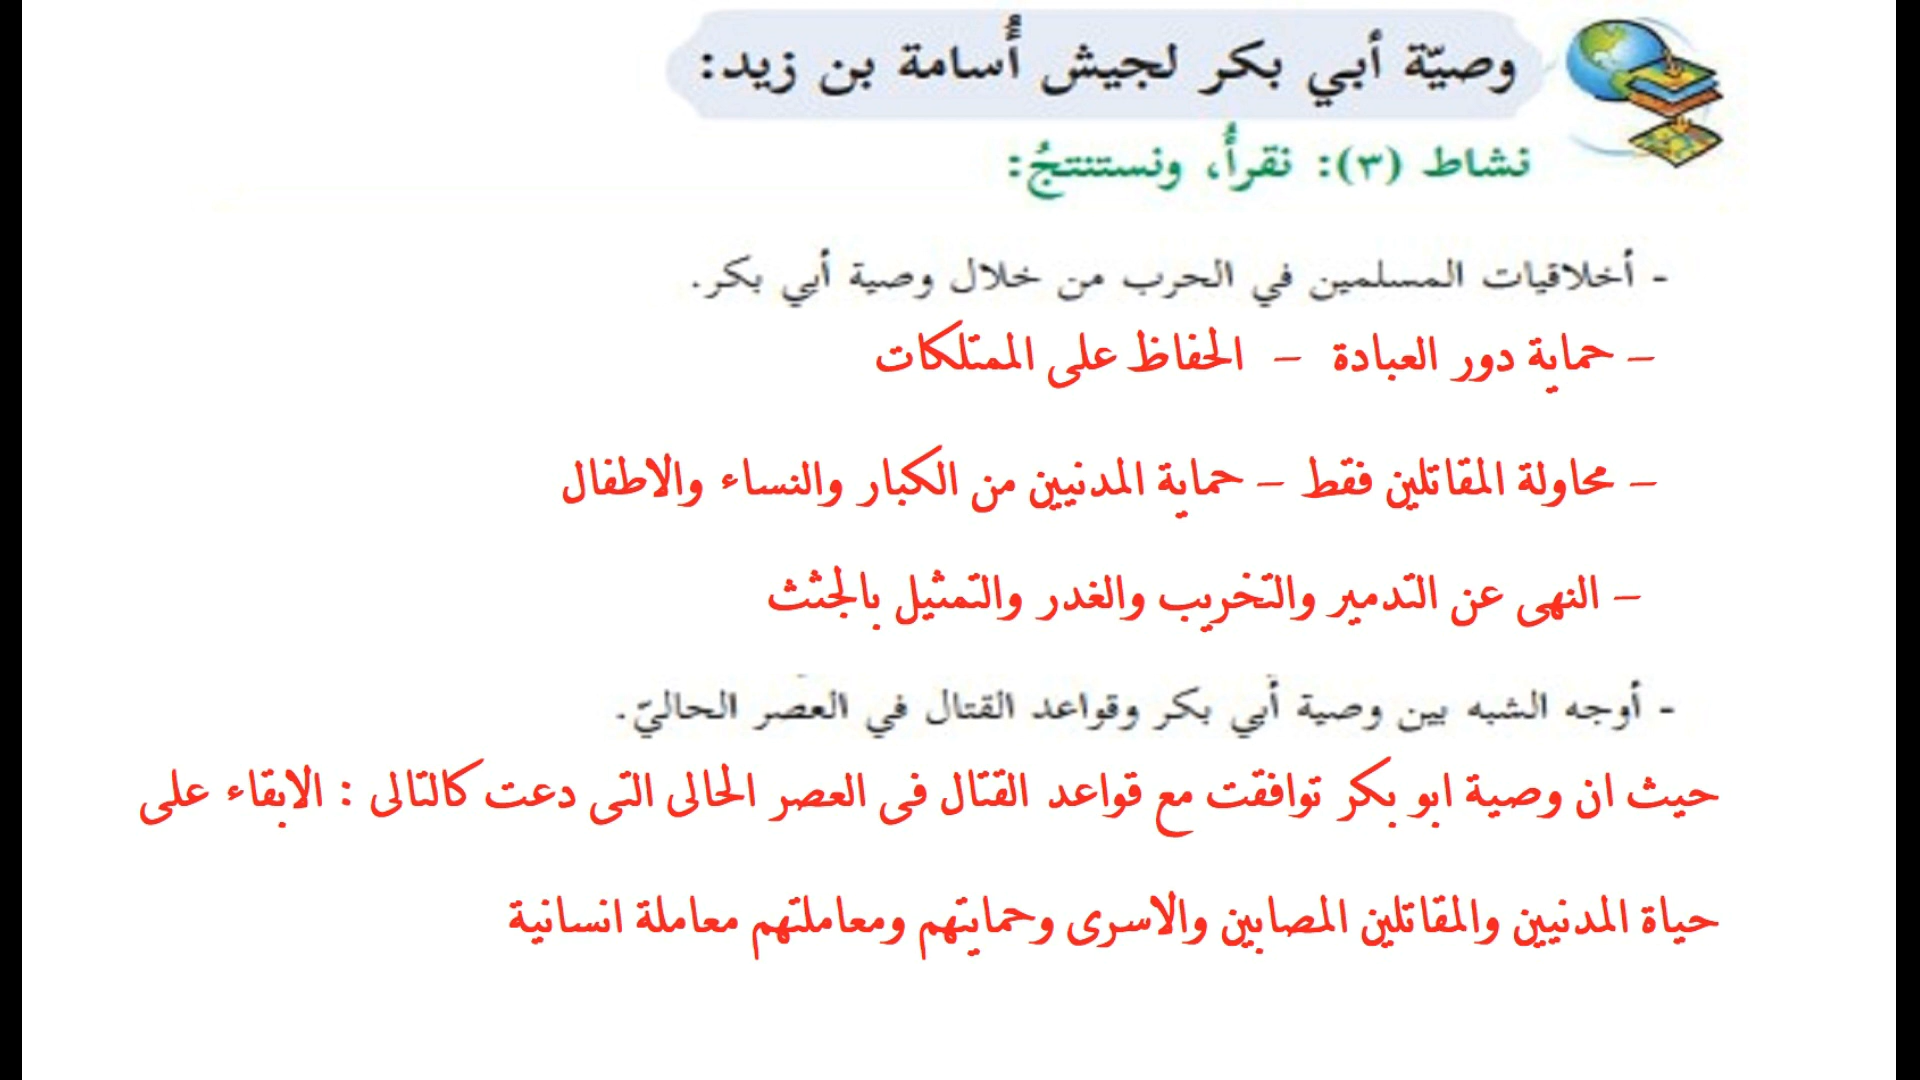 وصيّة أبي بكر لجيش أُسامة بن زيد:
نشاط (٣): نقرأُ، ونستنتجُ:
- أخلاقيات المسلمين في الحرب من خلال وصية أبي بكر.
– حماية دور العبادة – الحفاظ على الممتلكات
– محاولة المقاتلين فقط – حماية المدنيين من الكبار والنساء والاطفال
– النهى عن التدمير والتخريب والغدر والتمثيل بالجثث
- أوجه الشبه بين وصية أبي بكر وقواعد القتال في العصر الحاليّ.
حيث ان وصية ابو بكر توافقت مع قواعد القتال فى العصر الحالى التى دعت كالتالى : الابقاء على
حياة المدنيين والمقاتلين المصابين والاسرى وحمايتهم ومعاملتهم معاملة انسانية